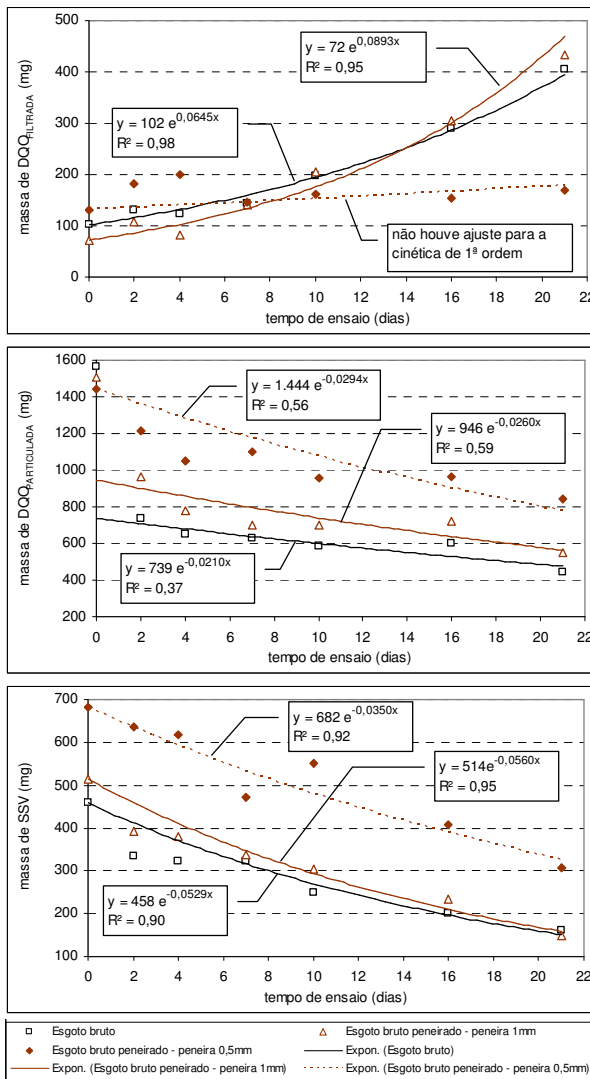 500
400
300
200
100
0
massa de DQO_FILTRADA (mg)
y = 72 e^0,0893x
R² = 0,95
y = 102 e^0,0645x
R² = 0,98
não houve ajuste para a
cinética de 1ª ordem
0 2 4 6 8 10 12 14 16 18 20 22
tempo de ensaio (dias)
1600
1400
1200
1000
800
600
400
200
massa de DQO_PARTICULADA (mg)
y = 1.444 e^-0,0294x
R² = 0,56
y = 946 e^-0,0260x
R² = 0,59
y = 739 e^-0,0210x
R² = 0,37
0 2 4 6 8 10 12 14 16 18 20 22
tempo de ensaio (dias)
700
600
500
400
300
200
100
massa de SSV (mg)
y = 682 e^-0,0350x
R² = 0,92
y = 514e^-0,0560x
R² = 0,95
y = 458 e^-0,0529x
R² = 0,90
0 2 4 6 8 10 12 14 16 18 20 22
tempo de ensaio (dias)
Esgoto bruto
Esgoto bruto peneirado - peneira 1mm
Esgoto bruto peneirado - peneira 0,5mm
Expon. (Esgoto bruto)
Expon. (Esgoto bruto peneirado - peneira 1mm)
Expon. (Esgoto bruto peneirado - peneira 0,5mm)